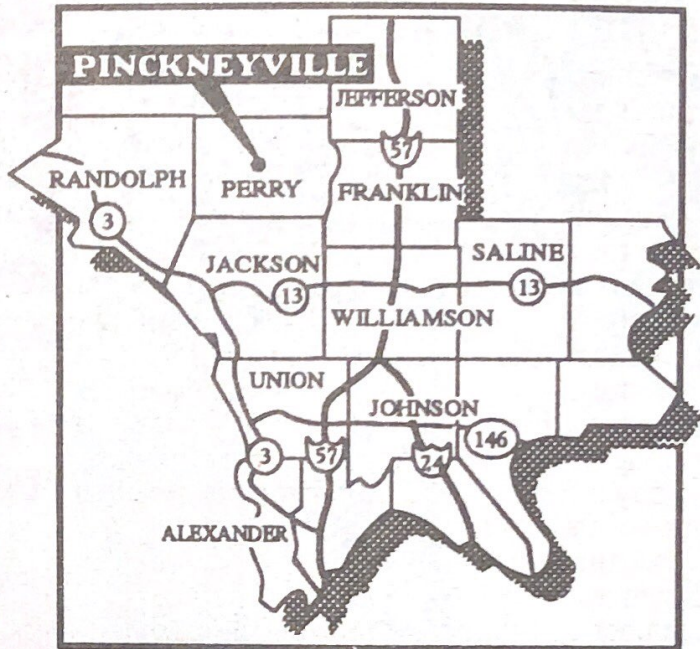 PINCKNEYVILLE
JEFFERSON
57
RANDOLPH
PERRY
FRANKLIN
3
JACKSON
SALINE
13
13
WILLIAMSON
UNION
JOHNSON
146
3
57
24
ALEXANDER